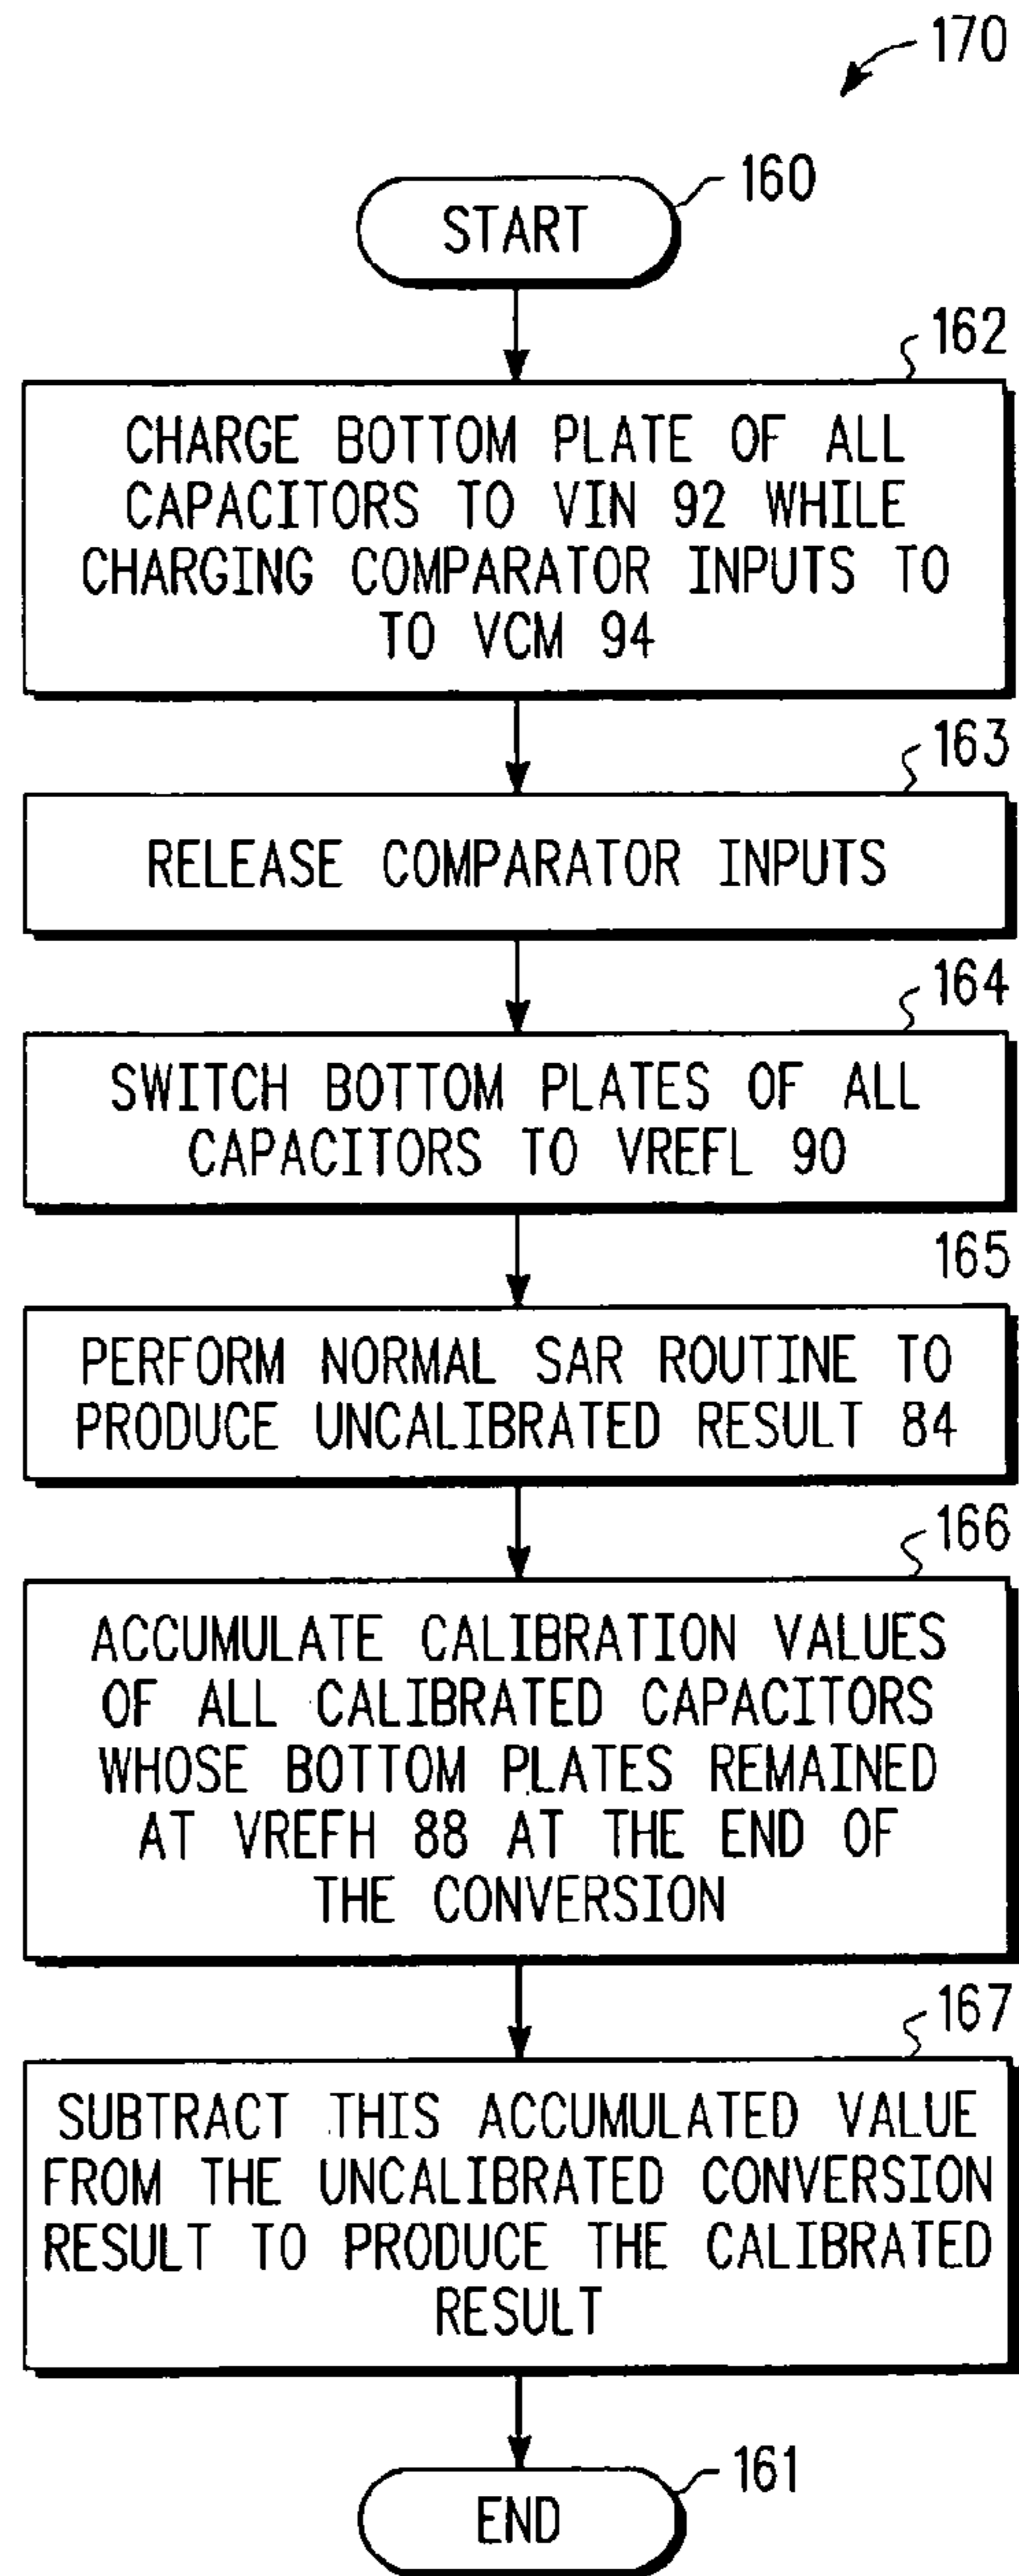 170
160
START
162
CHARGE BOTTOM PLATE OF ALL
CAPACITORS TO VIN 92 WHILE
CHARGING COMPARATOR INPUTS TO
TO VCM 94
163
RELEASE COMPARATOR INPUTS
164
SWITCH BOTTOM PLATES OF ALL
CAPACITORS TO VREFL 90
165
PERFORM NORMAL SAR ROUTINE TO
PRODUCE UNCALIBRATED RESULT 84
166
ACCUMULATE CALIBRATION VALUES
OF ALL CALIBRATED CAPACITORS
WHOSE BOTTOM PLATES REMAINED
AT VREFH 88 AT THE END OF
THE CONVERSION
167
SUBTRACT THIS ACCUMULATED VALUE
FROM THE UNCALIBRATED CONVERSION
RESULT TO PRODUCE THE CALIBRATED
RESULT
161
END